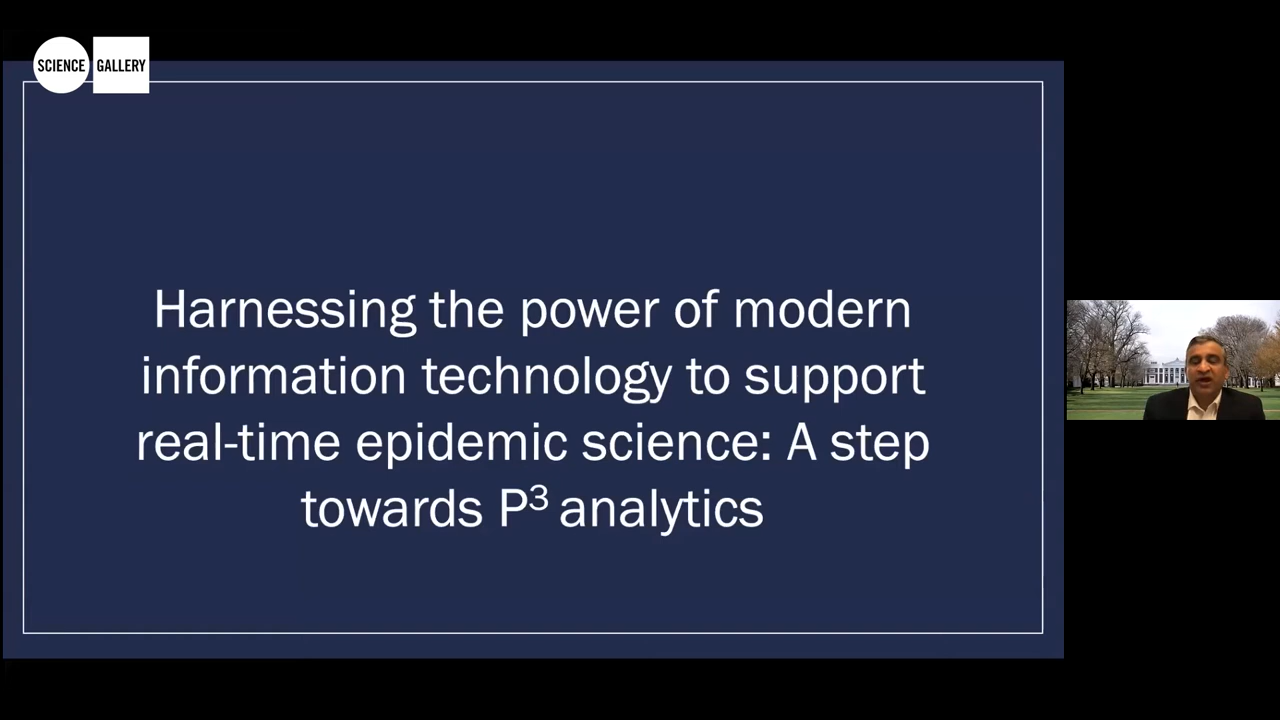 SCIENCE GALLERY
Harnessing the power of modern
information technology to support
real-time epidemic science: A step
towards P³ analytics